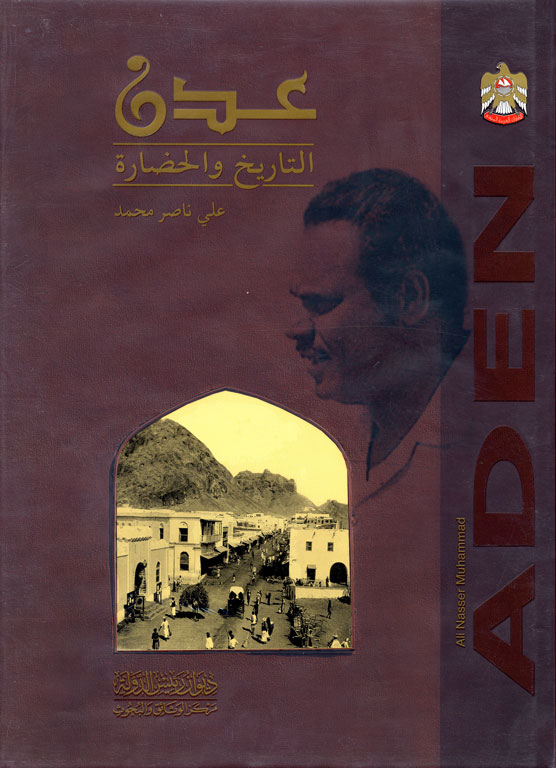 عدن
التاريخ والحضارة
علي ناصر محمد
ADEN
Ali Nasser Muhammad
ديوان رئيس الدولة
مركز الوثائق والبحوث